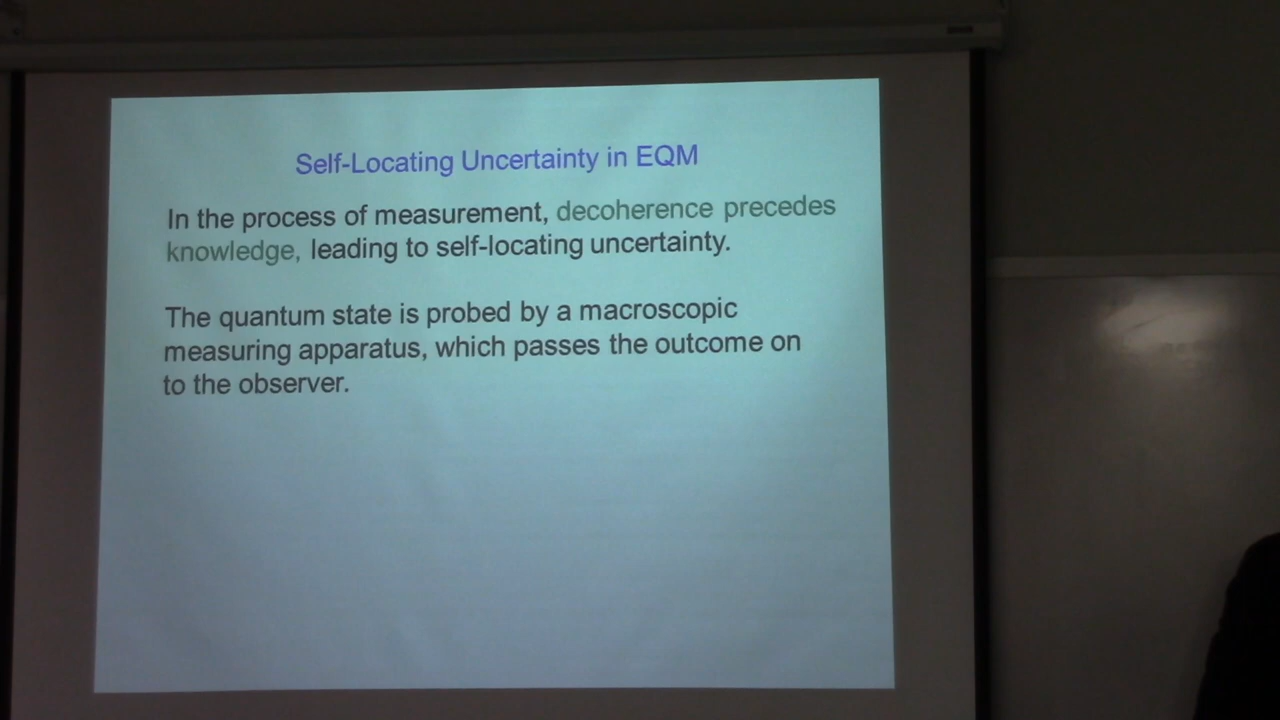 Self-Locating Uncertainty in EQM
In the process of measurement, decoherence precedes
knowledge, leading to self-locating uncertainty.
The quantum state is probed by a macroscopic
measuring apparatus, which passes the outcome on
to the observer.